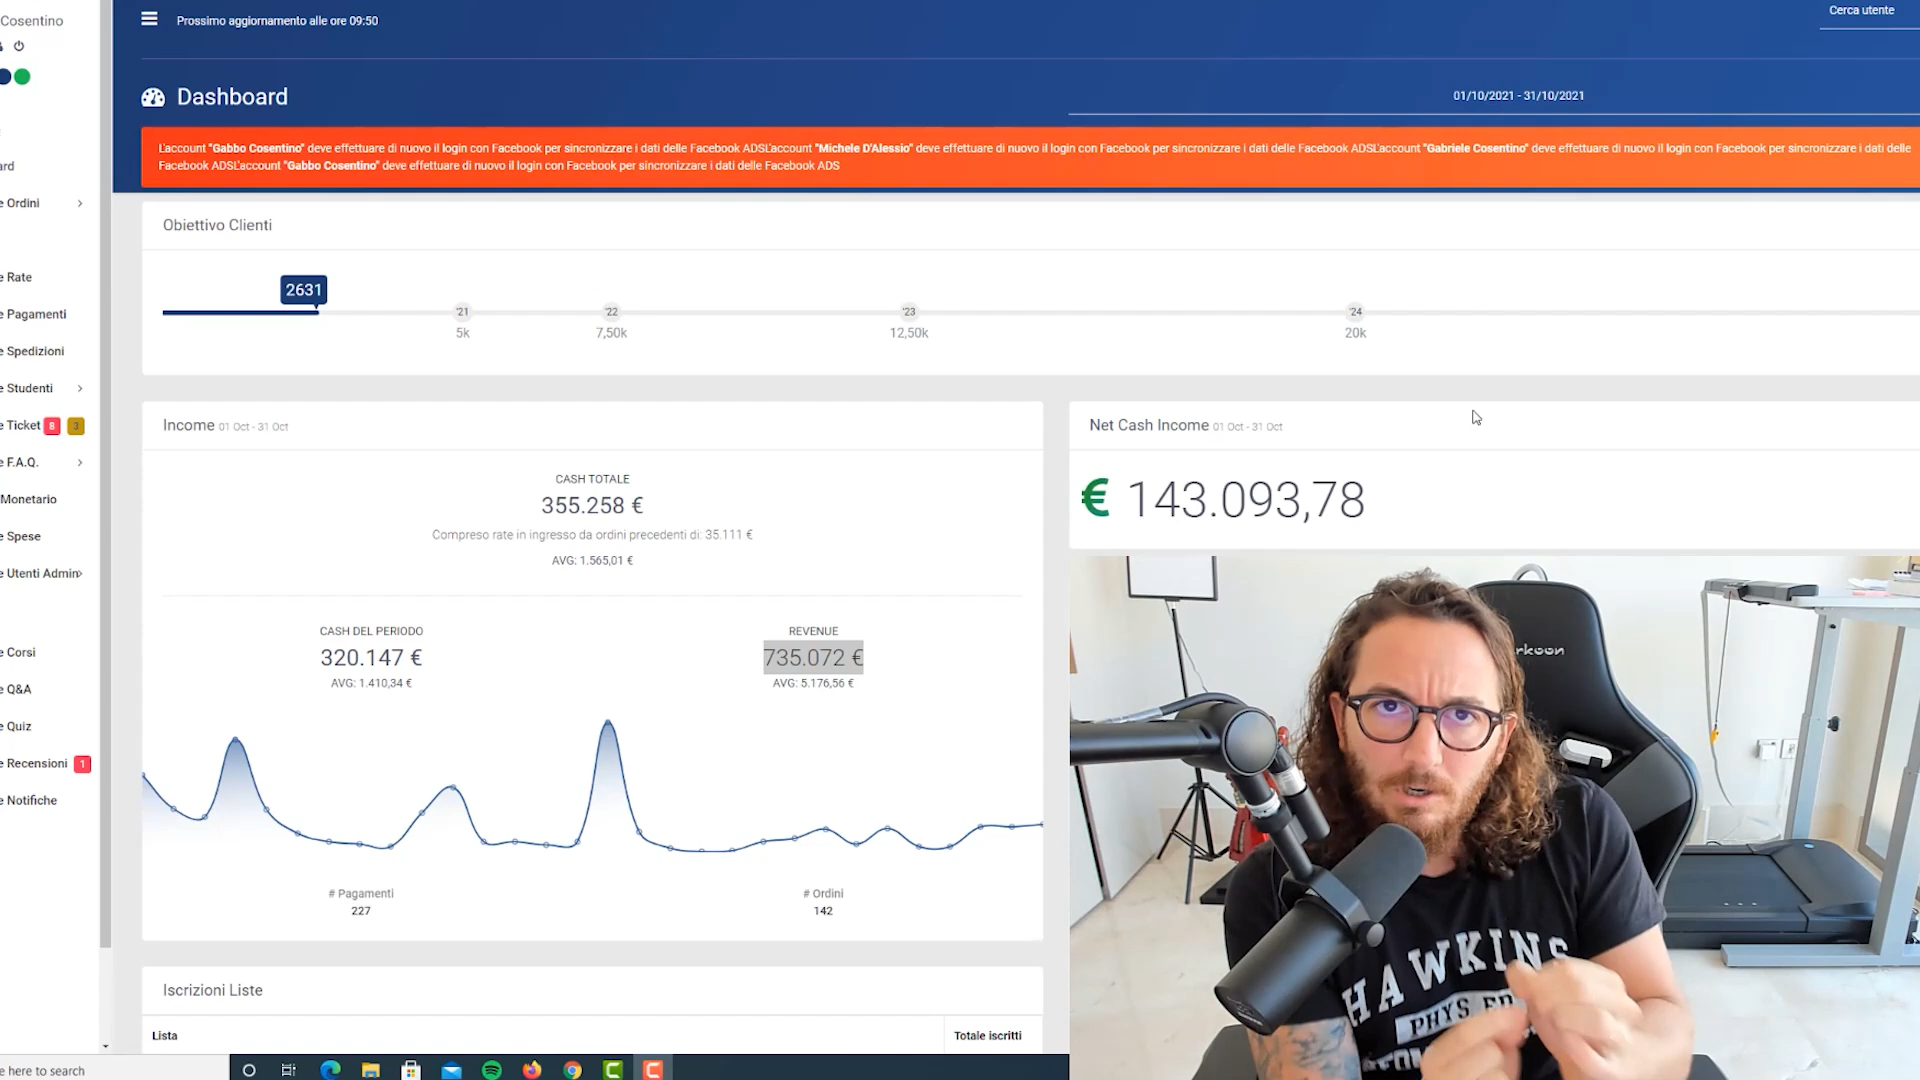 Cosentino
Prossimo aggiornamento alle ore 09:50
Cerca utente
Dashboard
01/10/2021 - 31/10/2021
L'account "Gabbo Cosentino" deve effettuare di nuovo il login con Facebook per sincronizzare i dati delle Facebook ADSL'account "Michele D'Alessio" deve effettuare di nuovo il login con Facebook per sincronizzare i dati delle Facebook ADSL'account "Gabriele Cosentino" deve effettuare di nuovo il login con Facebook per sincronizzare i dati delle
Facebook ADSL'account "Gabbo Cosentino" deve effettuare di nuovo il login con Facebook per sincronizzare i dati delle Facebook ADS
ard
e Ordini
e Rate
e Pagamenti
e Spedizioni
e Studenti
e Ticket 8 3
e F.A.Q.
Monetario
e Spese
e Utenti Admin
e Corsi
e Q&A
e Quiz
e Recensioni 1
e Notifiche
Obiettivo Clienti
2631
'21 '22 '23 '24
5k 7,50k 12,50k 20k
Income 01 Oct - 31 Oct
CASH TOTALE
355.258 €
Compreso rate in ingresso da ordini precedenti di: 35.111 €
AVG: 1.565,01 €
CASH DEL PERIODO
320.147 €
AVG: 1.410,34 €
REVENUE
735.072 €
AVG: 5.176,56 €
# Pagamenti
227
# Ordini
142
Net Cash Income 01 Oct - 31 Oct
€ 143.093,78
rkoon
HAWKINS
PHYS ED
Iscrizioni Liste
Lista Totale iscritti
e here to search